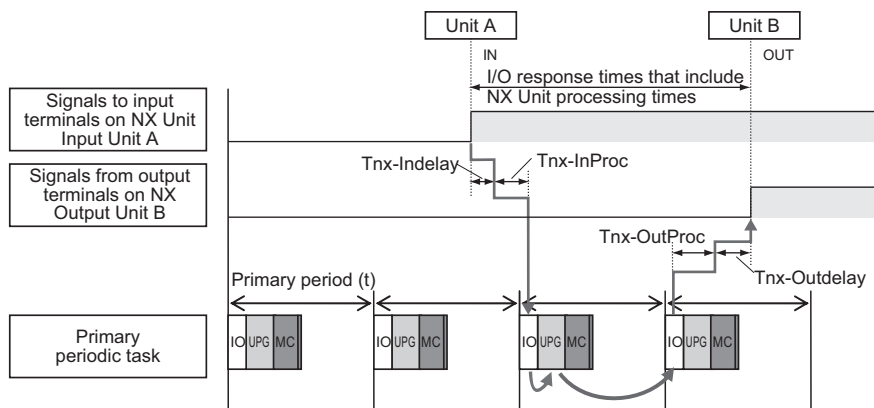 Unit A
Unit B
IN
OUT
I/O response times that include
NX Unit processing times
Signals to input
terminals on NX Unit
Input Unit A
Tnx-Indelay
Tnx-InProc
Signals from output
terminals on NX
Output Unit B
Tnx-OutProc
Tnx-Outdelay
Primary period (t)
Primary
periodic task
IO UPG MC
IO UPG MC
IO UPG MC
IO UPG MC